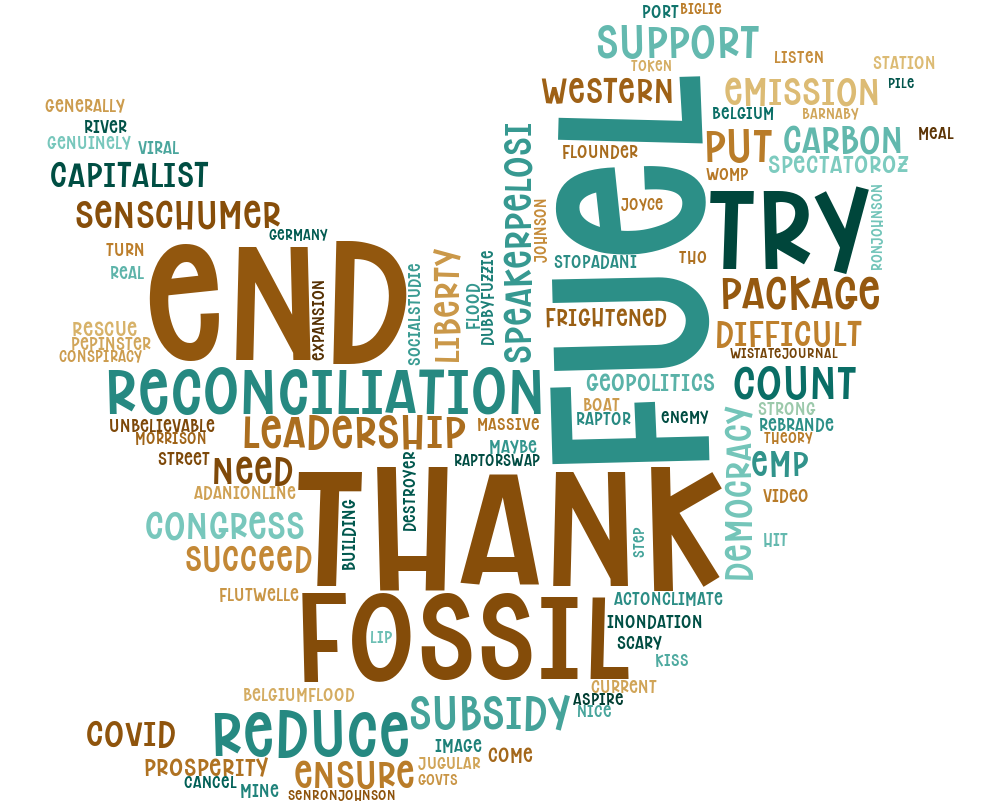 PORT
BIGLIE
SUPPORT
LISTEN
TOKEN
STATION
WESTERN
EMISSION
PILE
GENERALLY
BELGIUM
BARNABY
RIVER
GENUINELY
VIRAL
FLOUNDER
PUT
CARBON
MEAL
SPECTATOROZ
CAPITALIST
WOMP
SENSCHUMER
SPEAKERPELOSI
JOHNSON
FUEL
JOYCE
TRY
RONJOHNSON
GERMANY
TURN
REAL
END
EXPANSION
SOCIALSTUDIE
LIBERTY
FLOOD
DUBBYFUZZIE
STOPADANI
THO
PACKAGE
FRIGHTENED
RESCUE
PEPINSTER
CONSPIRACY
DIFFICULT
WISTATEJOURNAL
RECONCILIATION
GEOPOLITICS
COUNT
BOAT
RAPTOR
ENEMY
STRONG
REBRANDE
THEORY
UNBELIEVABLE
MORRISON
LEADERSHIP
MASSIVE
MAYBE
STREET
NEED
DESTROYER
RAPTORSWAP
DEMOCRACY
EMP
ADANIONLINE
THANK
VIDEO
CONGRESS
BUILDING
STEP
HIT
SUCCEED
FLUTWELLE
FOSSIL
ACTONCLIMATE
LIP
INONDATION
SCARY
KISS
BELGIUMFLOOD
CURRENT
ASPIRE
NICE
COVID
REDUCE
SUBSIDY
IMAGE
COME
PROSPERITY
ENSURE
JUGULAR
CANCEL
MINE
GOVTS
SENRONJOHNSON